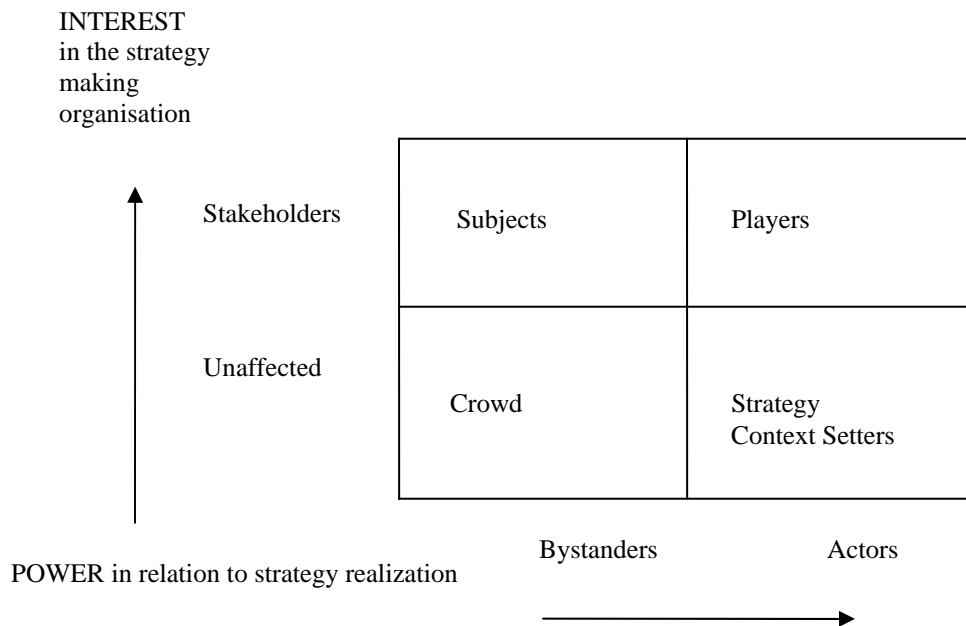 INTEREST
in the strategy
making
organisation
Stakeholders
Subjects
Players
Unaffected
Crowd
Strategy
Context Setters
Bystanders
Actors
POWER in relation to strategy realization